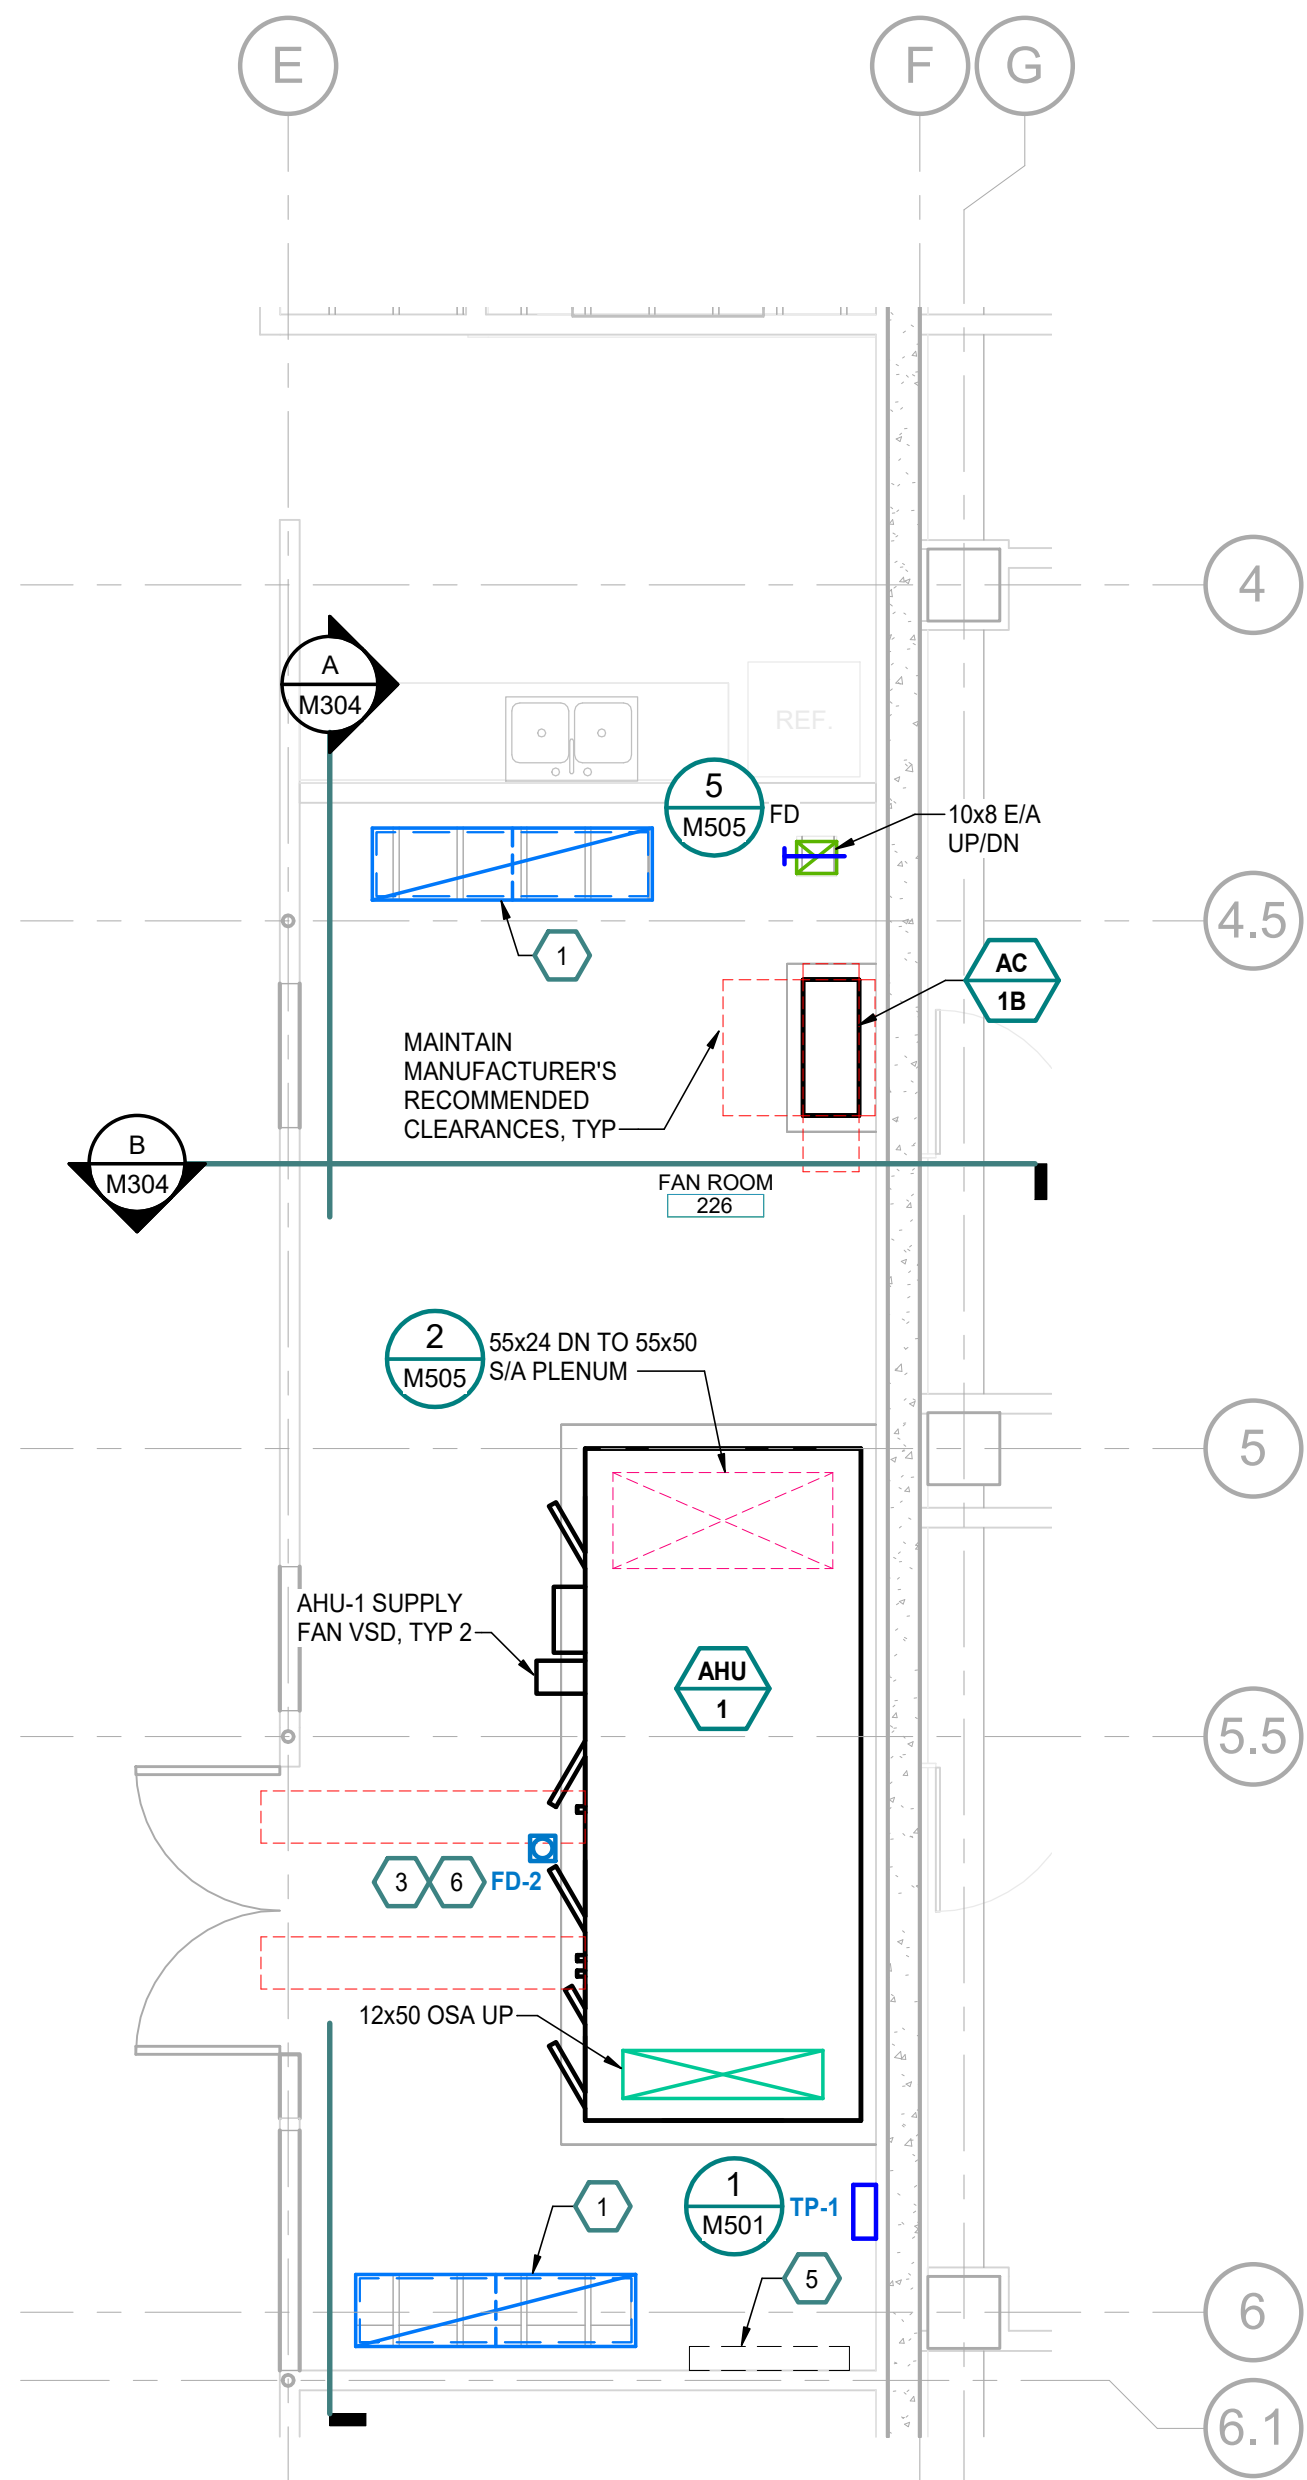 E
F
G
4
A
M304
REF.
5
M505
FD
10x8 E/A
UP/DN
4.5
1
AC
1B
MAINTAIN
MANUFACTURER'S
RECOMMENDED
CLEARANCES, TYP
B
M304
FAN ROOM
226
2
M505
55x24 DN TO 55x50
S/A PLENUM
5
AHU-1 SUPPLY
FAN VSD, TYP 2
AHU
1
5.5
3
6
FD-2
12x50 OSA UP
1
1
M501
TP-1
5
6
6.1